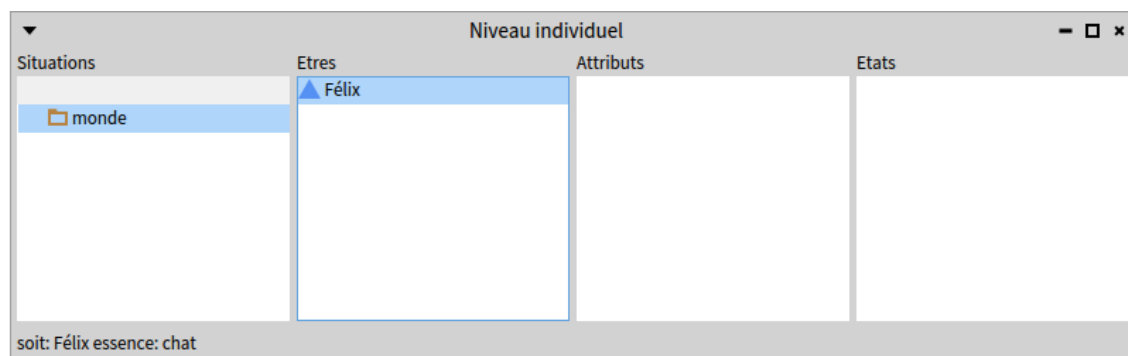 Niveau individuel
Situations Etres Attributs Etats
Félix
monde
soit: Félix essence: chat